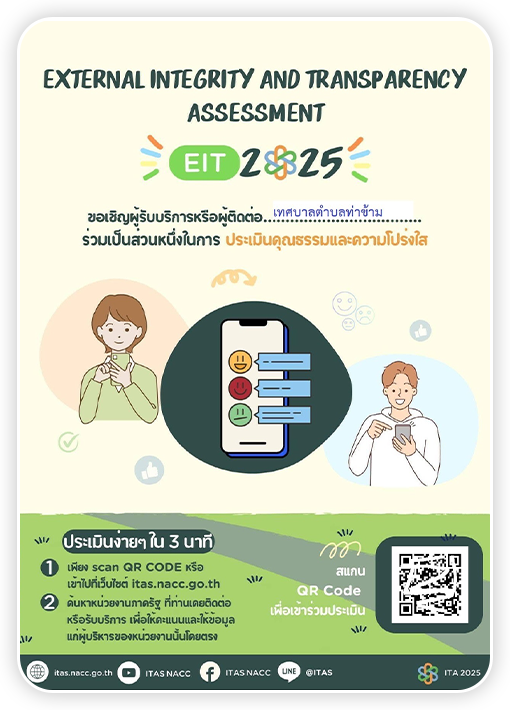 EXTERNAL INTEGRITY AND TRANSPARENCY
ASSESSMENT
EIT 2025
ขอเชิญผู้รับบริการหรือผู้ติดต่อ....เทศบาลตำบลท่าข้าม....
ร่วมเป็นส่วนหนึ่งในการ ประเมินคุณธรรมและความโปร่งใส
ประเมินง่ายๆ ใน 3 นาที
1 เพียง scan QR CODE หรือ
เข้าไปที่เว็บไซต์ itas.nacc.go.th
2 ค้นหาหน่วยงานภาครัฐ ที่ท่านเคยติดต่อ
หรือรับบริการ เพื่อให้คะแนนและให้ข้อมูล
แก่ผู้บริหารของหน่วยงานนั้นโดยตรง
สแกน
QR Code
เพื่อเข้าร่วมประเมิน
itas.nacc.go.th ITAS NACC ITAS NACC LINE @ITAS ITA 2025